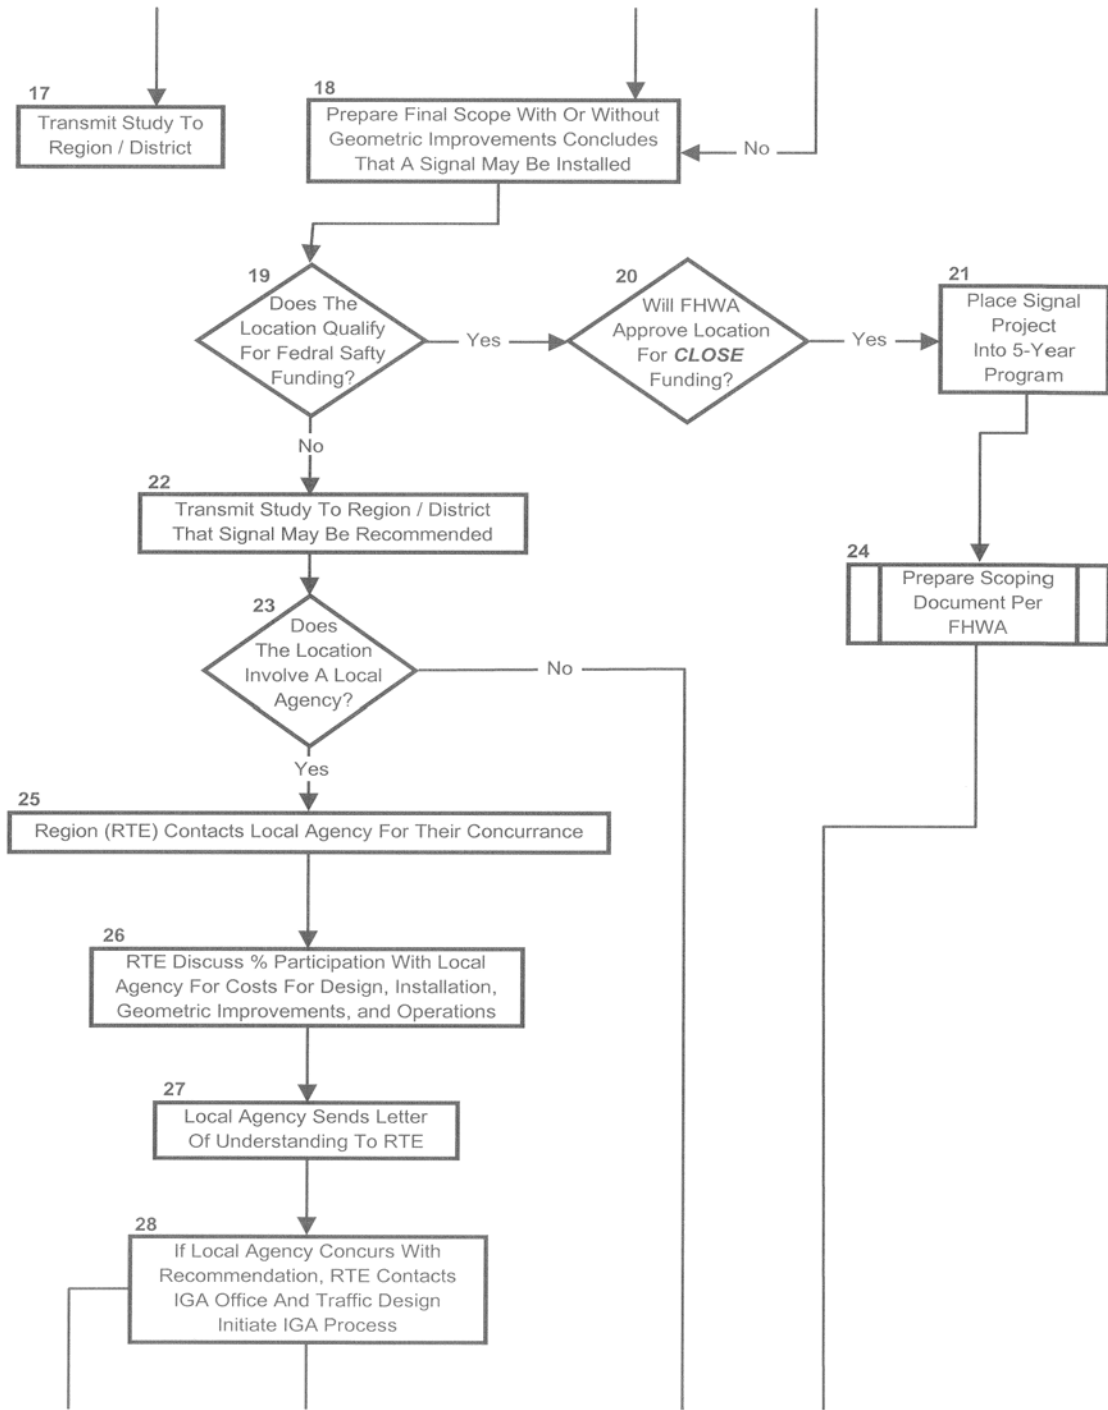 17
Transmit Study To
Region / District
18
Prepare Final Scope With Or Without
Geometric Improvements Concludes
That A Signal May Be Installed
No
19
Does The
Location Qualify
For Fedral Safty
Funding?
Yes
20
Will FHWA
Approve Location
For CLOSE
Funding?
Yes
21
Place Signal
Project
Into 5-Year
Program
No
22
Transmit Study To Region / District
That Signal May Be Recommended
23
Does
The Location
Involve A Local
Agency?
No
24
Prepare Scoping
Document Per
FHWA
Yes
25
Region (RTE) Contacts Local Agency For Their Concurrance
26
RTE Discuss % Participation With Local
Agency For Costs For Design, Installation,
Geometric Improvements, and Operations
27
Local Agency Sends Letter
Of Understanding To RTE
28
If Local Agency Concurs With
Recommendation, RTE Contacts
IGA Office And Traffic Design
Initiate IGA Process